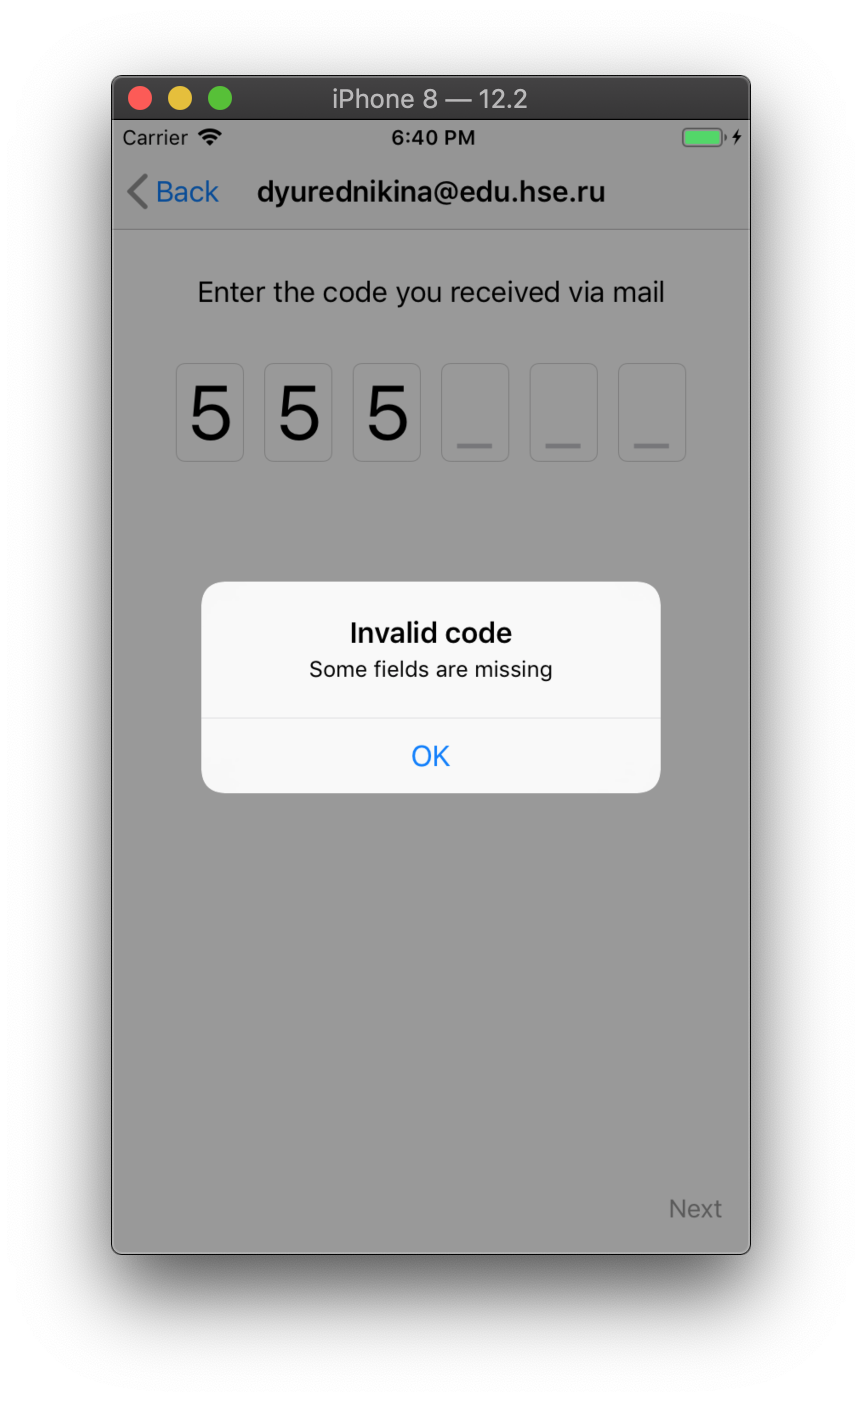 iPhone 8 — 12.2
Carrier 6:40 PM
Back dyurednikina@edu.hse.ru
Enter the code you received via mail
5 5 5 _ _ _
Invalid code
Some fields are missing
OK
Next